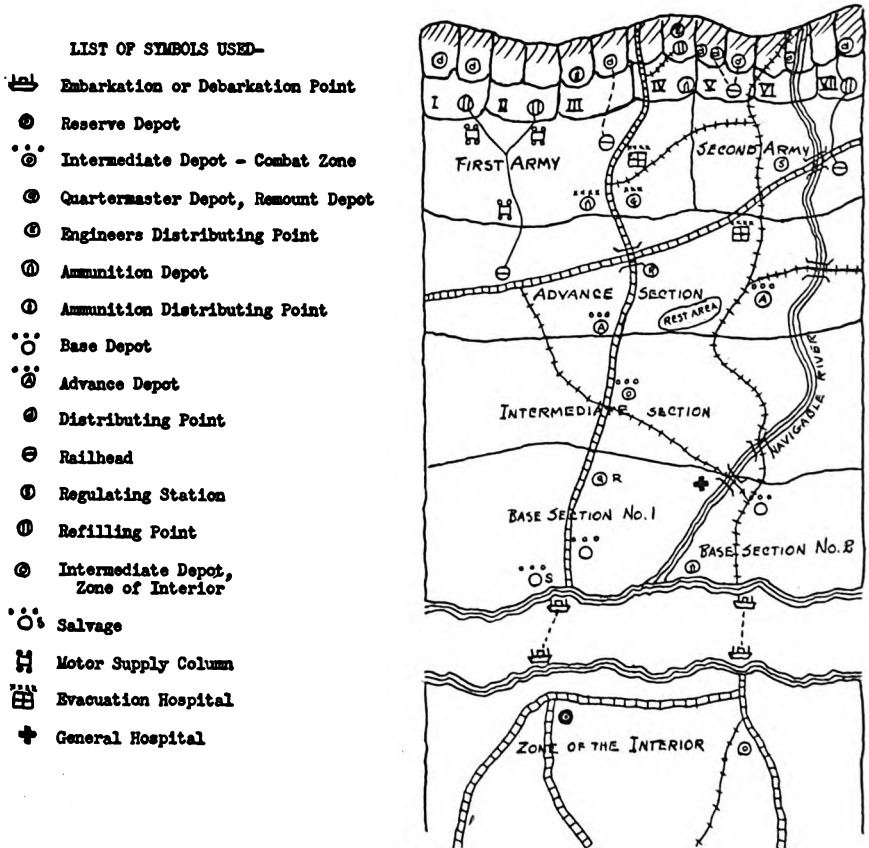 LIST OF SYMBOLS USED-
Embarkation or Debarkation Point
Reserve Depot
Intermediate Depot - Combat Zone
Quartermaster Depot, Remount Depot
Engineers Distributing Point
Ammunition Depot
Ammunition Distributing Point
Base Depot
Advance Depot
Distributing Point
Railhead
Regulating Station
Refilling Point
Intermediate Depot,
Zone of Interior
Salvage
Motor Supply Column
Evacuation Hospital
General Hospital
I II III IV V VI VII
FIRST ARMY
SECOND ARMY
ADVANCE SECTION
REST AREA
INTERMEDIATE SECTION
NAVIGABLE RIVER
R
BASE SECTION No. 1
BASE SECTION No. 2
S
ZONE OF THE INTERIOR